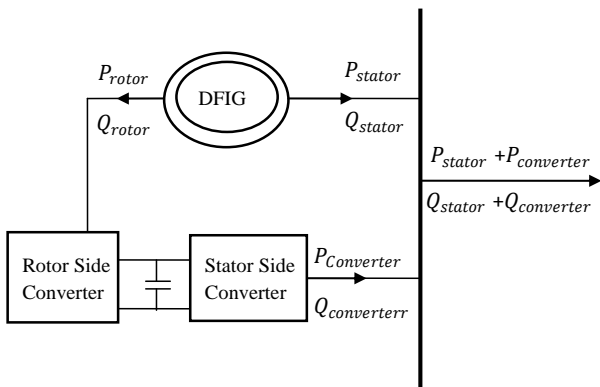 P_rotor
Q_rotor
DFIG
P_stator
Q_stator
P_stator +P_converter
Q_stator +Q_converter
Rotor Side
Converter
Stator Side
Converter
P_Converter
Q_converterr